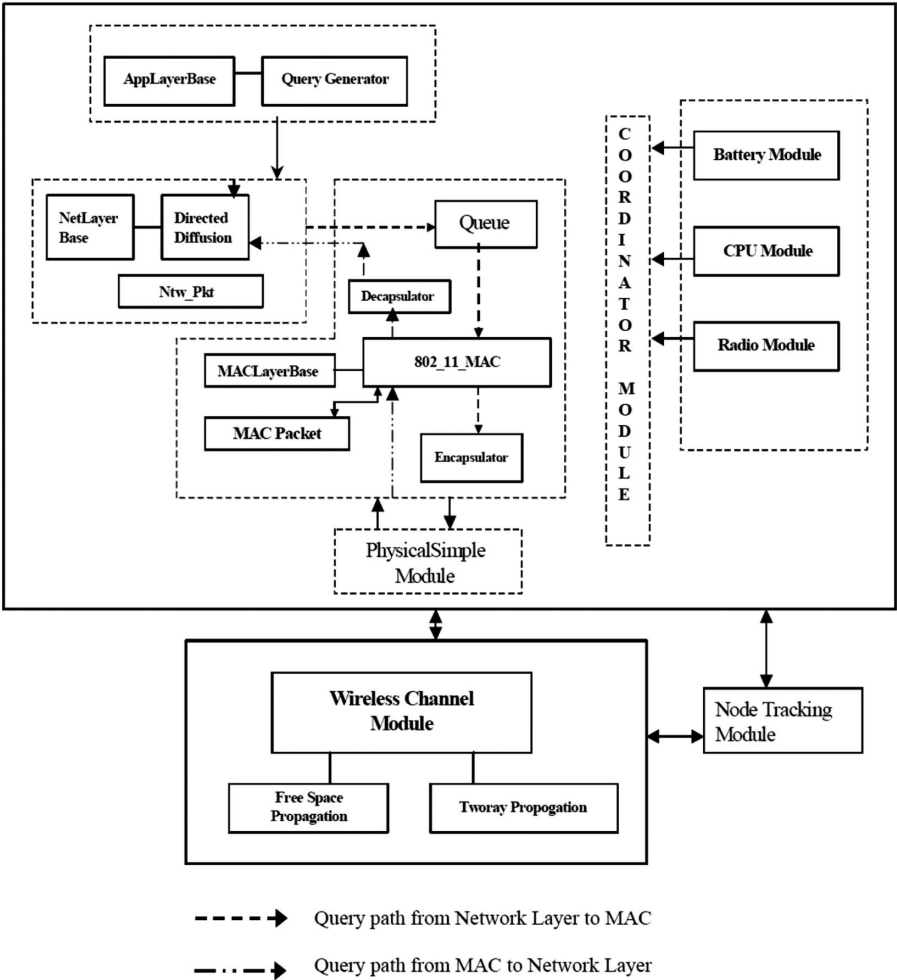 AppLayerBase
Query Generator
NetLayer
Base
Directed
Diffusion
Ntw_Pkt
Queue
Decapsulator
MACLayerBase
802_11_MAC
MAC Packet
Encapsulator
PhysicalSimple
Module
C
O
O
R
D
I
N
A
T
O
R
M
O
D
U
L
E
Battery Module
CPU Module
Radio Module
Wireless Channel
Module
Free Space
Propagation
Tworay Propogation
Node Tracking
Module
Query path from Network Layer to MAC
Query path from MAC to Network Layer